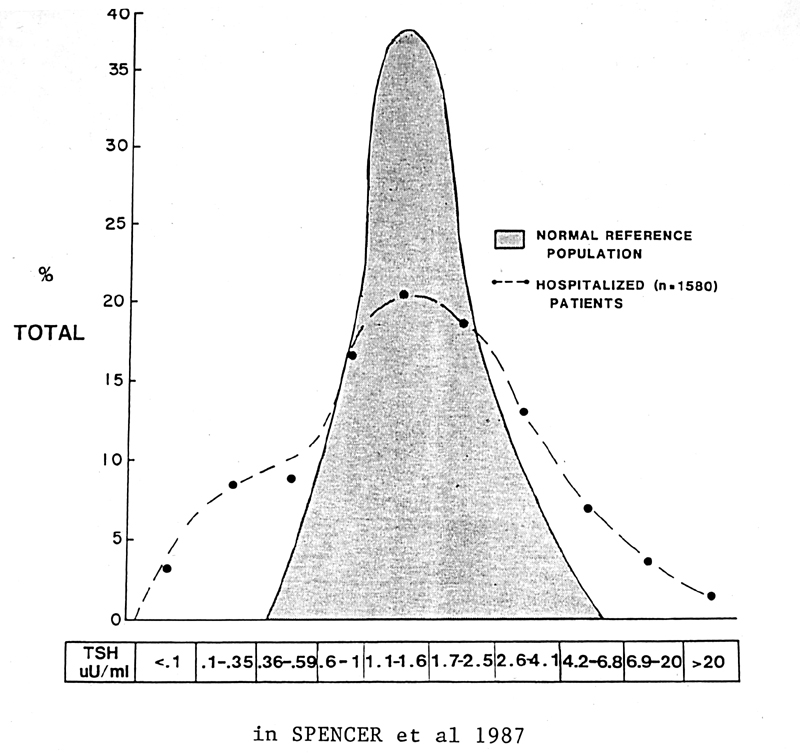 40
35
30
25
20
15
10
5
0
%
TOTAL
NORMAL REFERENCE
POPULATION
HOSPITALIZED (n=1580)
PATIENTS
TSH
uU/ml
<.1
.1-.35
.36-.59
.6-1
1.1-1.6
1.7-2.5
2.6-4.1
4.2-6.8
6.9-20
>20
in SPENCER et al 1987